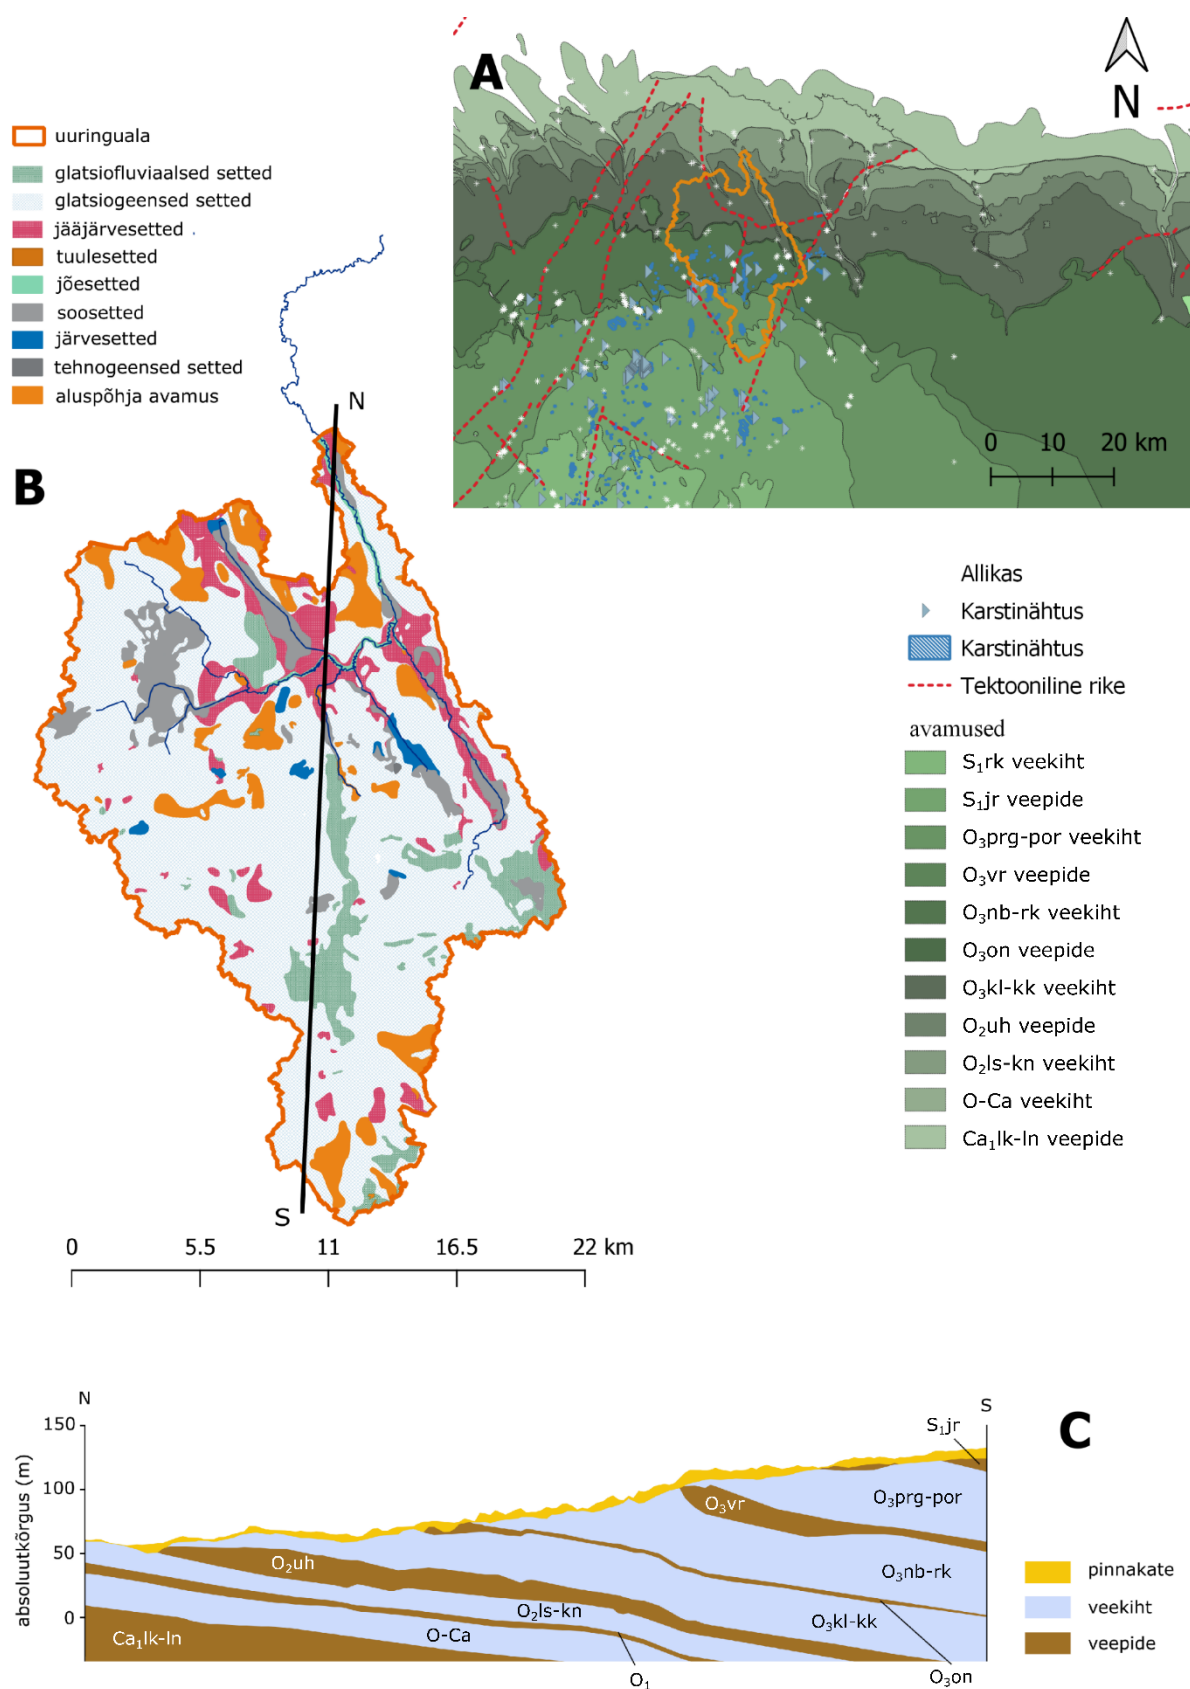 A
N
0 10 20 km
uuringuala
glatsiofluviaalsed setted
glatsiogeensed setted
jääjärvesetted
tuulesetted
jõesetted
soosetted
järvesetted
tehnogeensed setted
aluspõhja avamus
B
N
S
0 5.5 11 16.5 22 km
Allikas
Karstinähtus
Karstinähtus
Tektooniline rike
avamused
S₁rk veekiht
S₁jr veepide
O₃prg-por veekiht
O₃vr veepide
O₃nb-rk veekiht
O₃on veepide
O₃kl-kk veekiht
O₂uh veepide
O₂ls-kn veekiht
O-Ca veekiht
Ca₁lk-ln veepide
C
N
S
absoluutkõrgus (m)
150
100
50
0
S₁jr
O₃prg-por
O₃vr
O₃nb-rk
O₂uh
O₂ls-kn
O₃kl-kk
O-Ca
Ca₁lk-ln
O₁
O₃on
pinnakate
veekiht
veepide